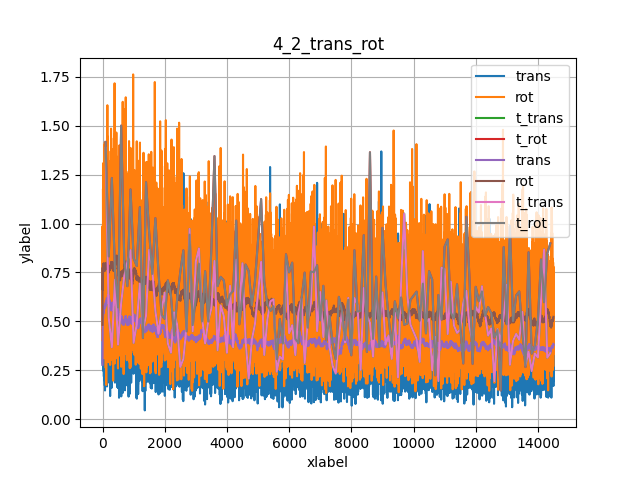 4_2_trans_rot
ylabel
1.75
1.50
1.25
1.00
0.75
0.50
0.25
0.00
trans
rot
t_trans
t_rot
trans
rot
t_trans
t_rot
0 2000 4000 6000 8000 10000 12000 14000
xlabel